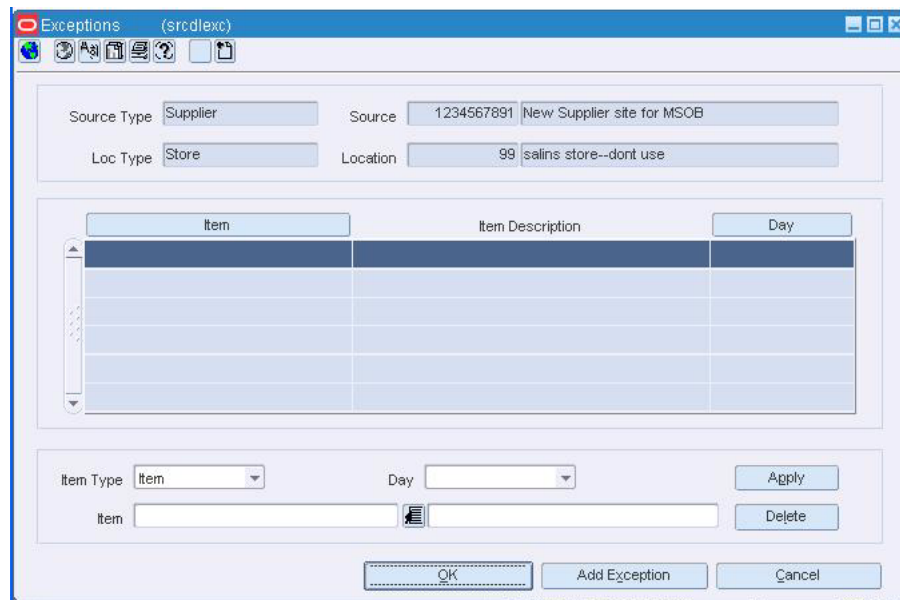 Exceptions (srcdlexc)
Source Type Supplier Source 1234567891 New Supplier site for MSOB
Loc Type Store Location 99 salins store--dont use
Item Item Description Day
Item Type Item Day Apply
Item Delete
OK Add Exception Cancel